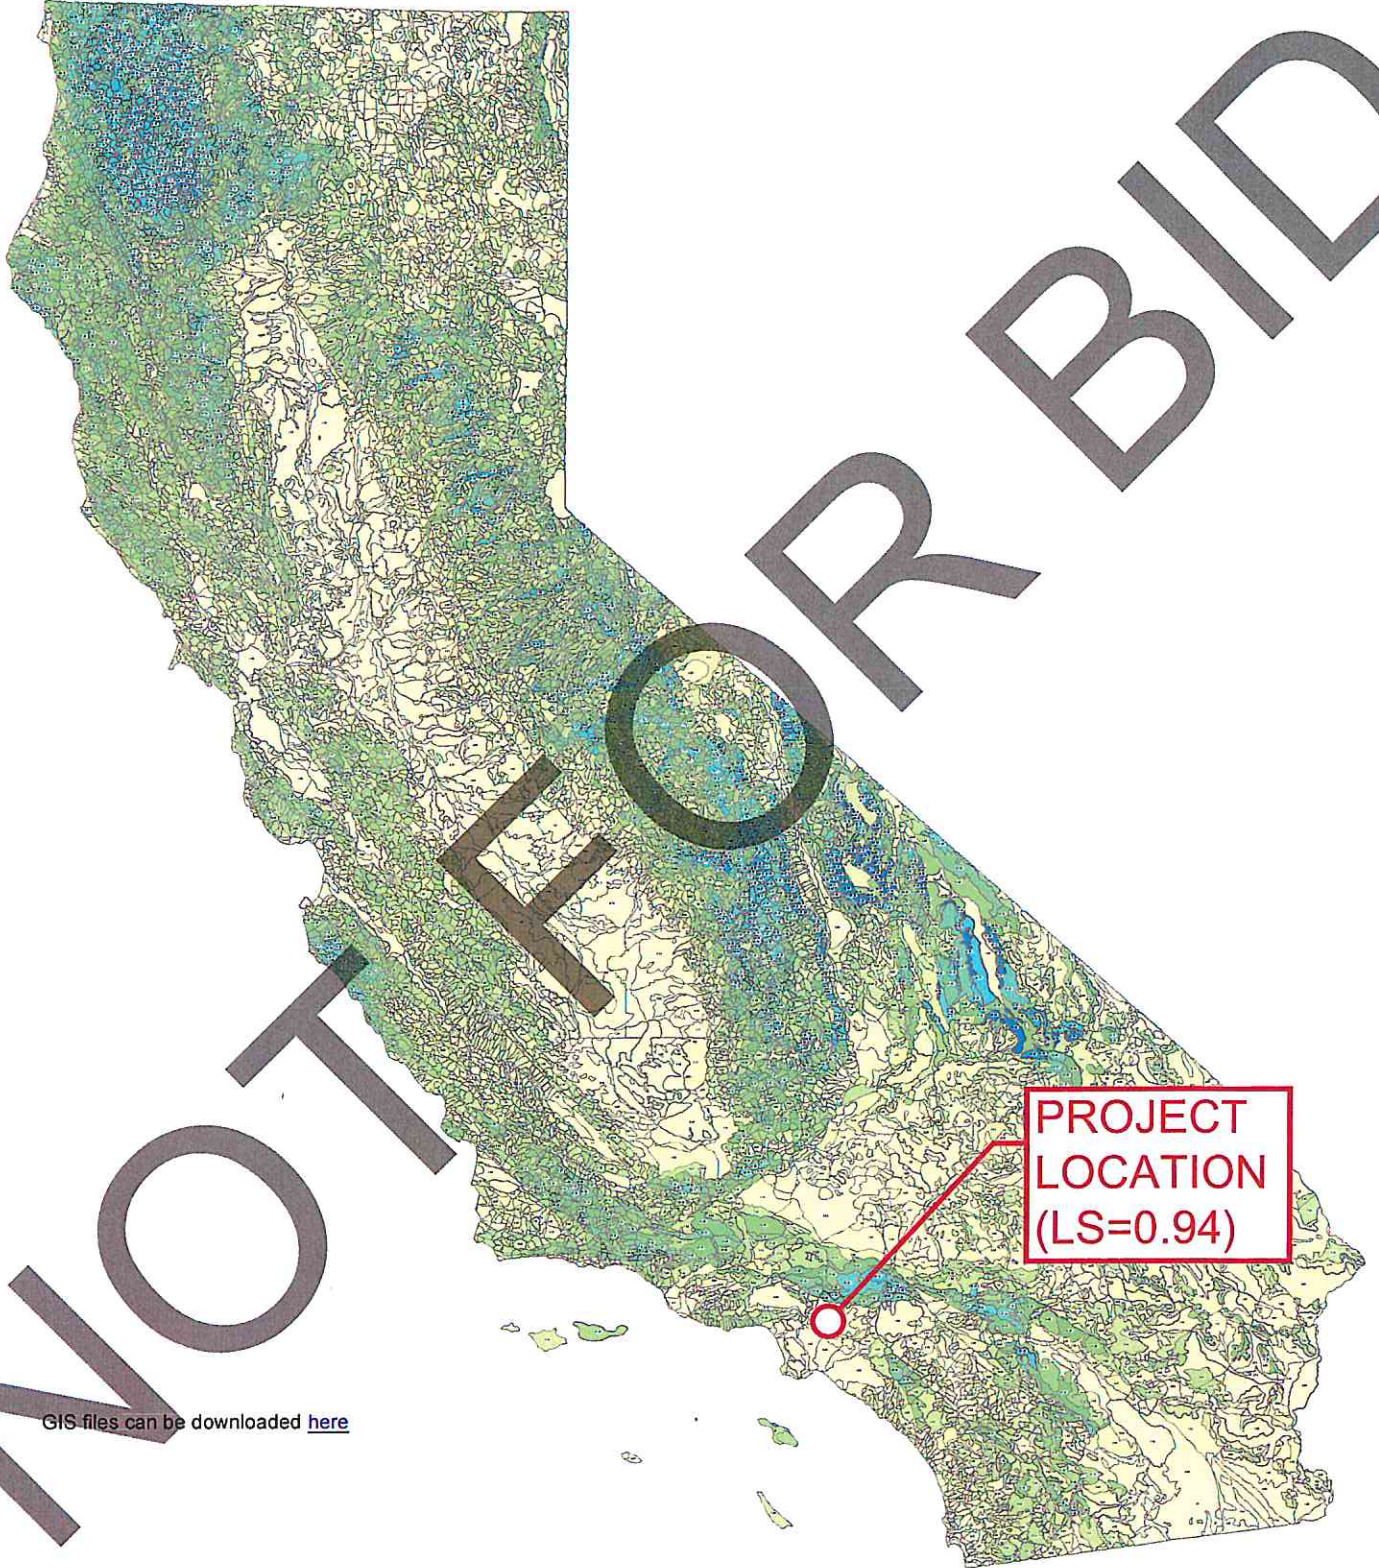 NOT FOR BID
PROJECT
LOCATION
(LS=0.94)
GIS files can be downloaded here